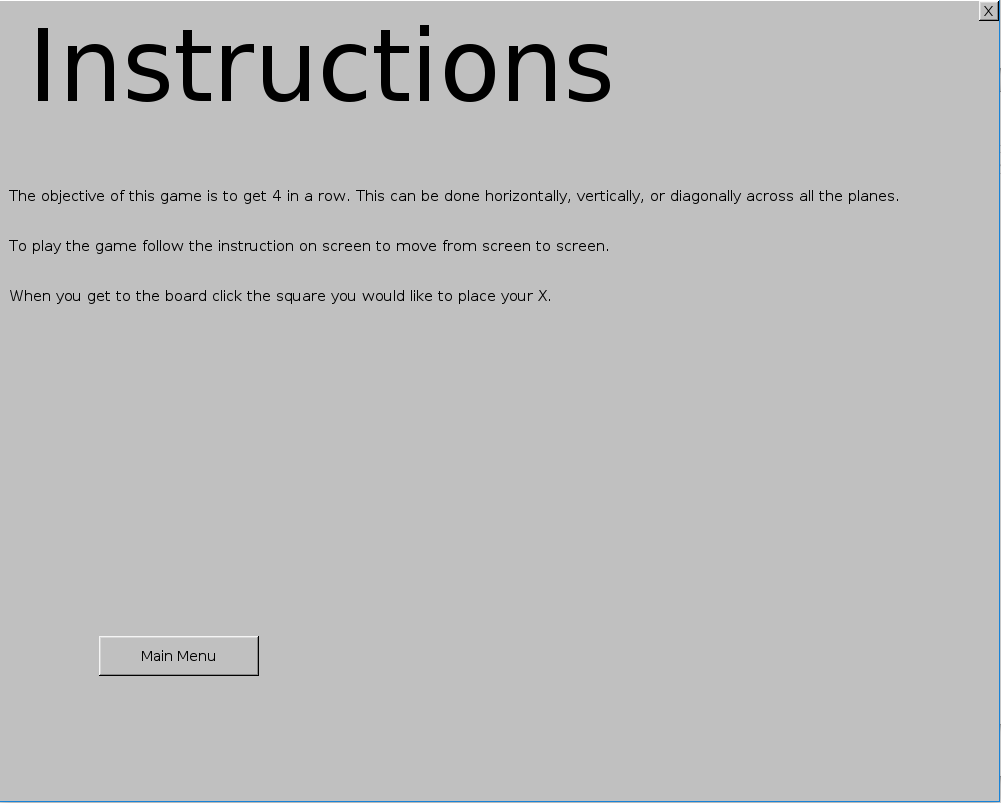 X
Instructions
The objective of this game is to get 4 in a row. This can be done horizontally, vertically, or diagonally across all the planes.
To play the game follow the instruction on screen to move from screen to screen.
When you get to the board click the square you would like to place your X.
Main Menu